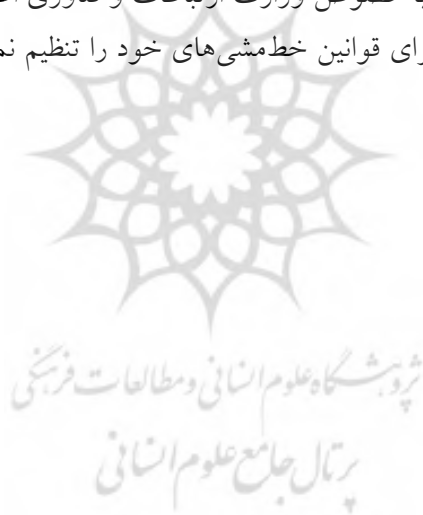 خصوص وزارت ارتباطات و فناوری
رای قوانین خط‌مشی‌های خود را تنظیم
پژوهشگاه علوم انسانی و مطالعات فرهنگی
پرتال جامع علوم انسانی